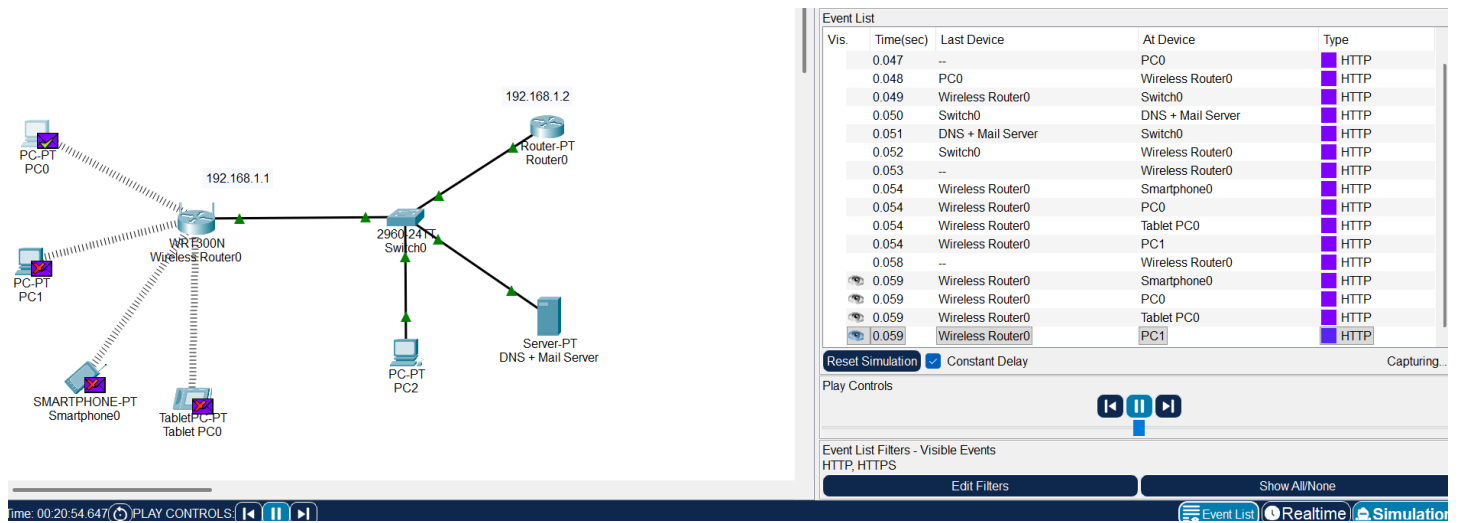 192.168.1.2
Router-PT
Router0
PC-PT
PC0
192.168.1.1
WRT300N
Wireless Router0
2960-24TT
Switch0
PC-PT
PC1
Server-PT
DNS + Mail Server
PC-PT
PC2
SMARTPHONE-PT
Smartphone0
TabletPC-PT
Tablet PC0
Event List
Vis. Time(sec) Last Device At Device Type
0.047 -- PC0 HTTP
0.048 PC0 Wireless Router0 HTTP
0.049 Wireless Router0 Switch0 HTTP
0.050 Switch0 DNS + Mail Server HTTP
0.051 DNS + Mail Server Switch0 HTTP
0.052 Switch0 Wireless Router0 HTTP
0.053 -- Wireless Router0 HTTP
0.054 Wireless Router0 Smartphone0 HTTP
0.054 Wireless Router0 PC0 HTTP
0.054 Wireless Router0 Tablet PC0 HTTP
0.054 Wireless Router0 PC1 HTTP
0.058 -- Wireless Router0 HTTP
0.059 Wireless Router0 Smartphone0 HTTP
0.059 Wireless Router0 PC0 HTTP
0.059 Wireless Router0 Tablet PC0 HTTP
0.059 Wireless Router0 PC1 HTTP
Reset Simulation Constant Delay Capturing...
Play Controls
Event List Filters - Visible Events
HTTP, HTTPS
Edit Filters Show All/None
Time: 00:20:54.647 PLAY CONTROLS: Event List Realtime Simulation